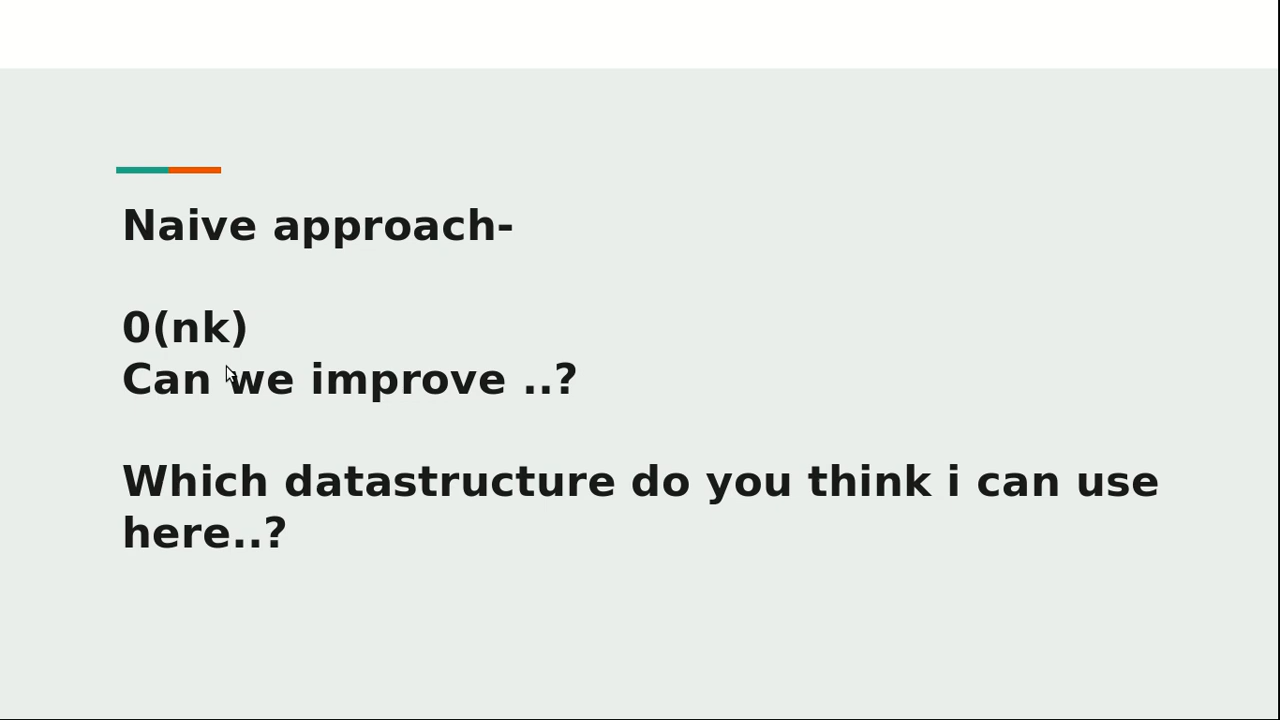 Naive approach-
0(nk)
Can we improve ..?
Which datastructure do you think i can use
here..?